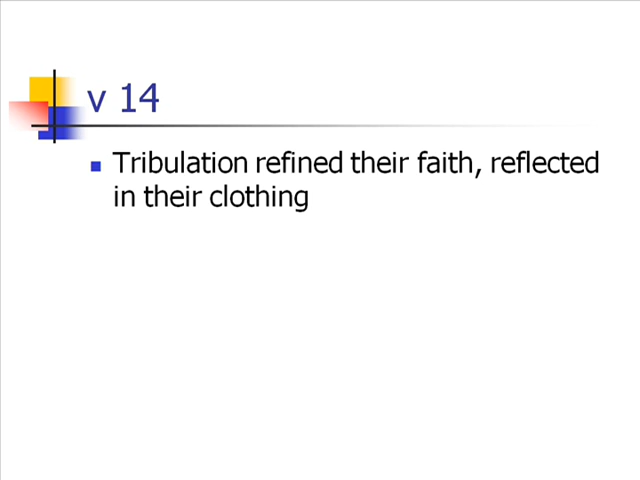 v 14
Tribulation refined their faith, reflected
in their clothing